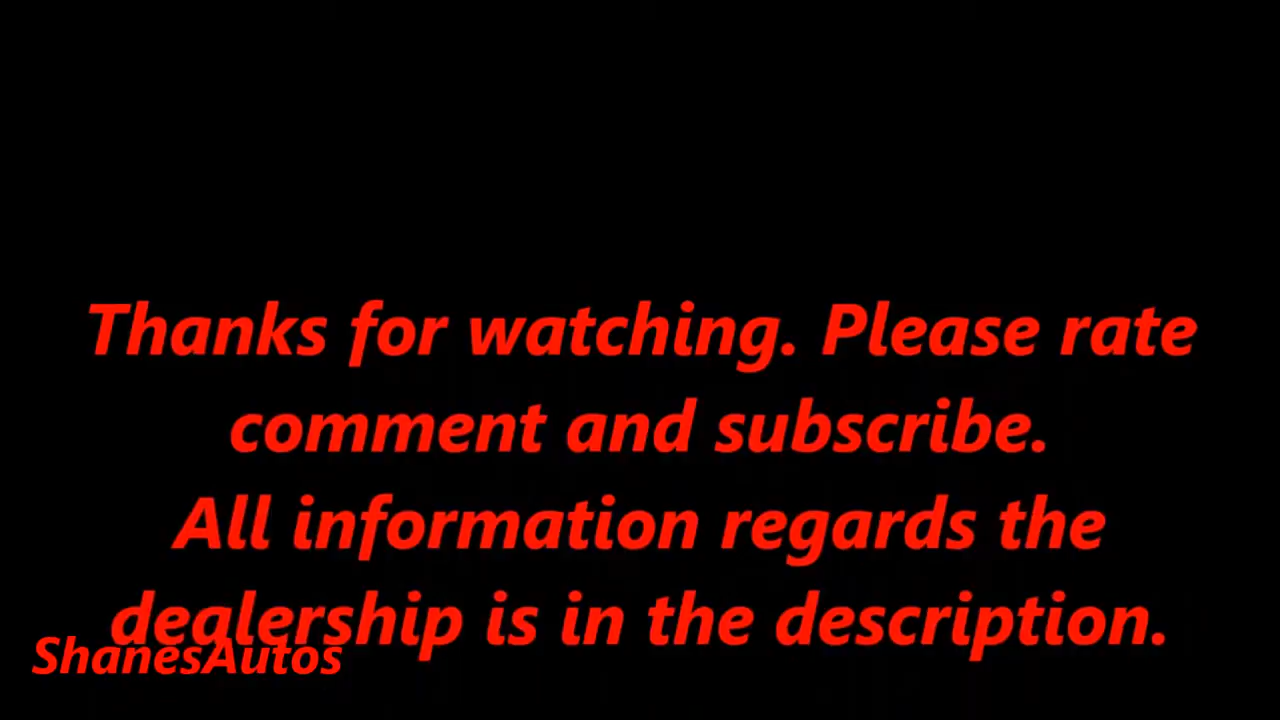 Thanks for watching. Please rate
comment and subscribe.
All information regards the
dealership is in the description.
ShanesAutos